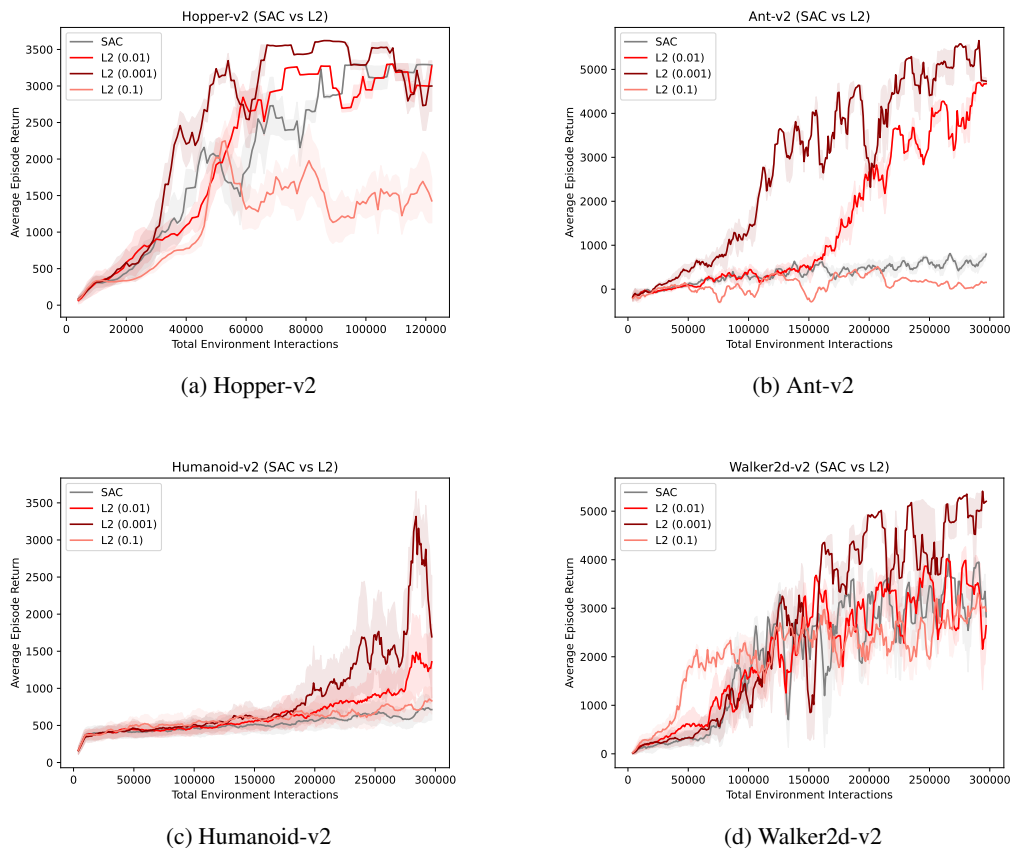 Hopper-v2 (SAC vs L2)
SAC
L2 (0.01)
L2 (0.001)
L2 (0.1)
Average Episode Return
3500
3000
2500
2000
1500
1000
500
0
0 20000 40000 60000 80000 100000 120000
Total Environment Interactions
(a) Hopper-v2
Ant-v2 (SAC vs L2)
SAC
L2 (0.01)
L2 (0.001)
L2 (0.1)
Average Episode Return
5000
4000
3000
2000
1000
0
0 50000 100000 150000 200000 250000 300000
Total Environment Interactions
(b) Ant-v2
Humanoid-v2 (SAC vs L2)
SAC
L2 (0.01)
L2 (0.001)
L2 (0.1)
Average Episode Return
3500
3000
2500
2000
1500
1000
500
0
0 50000 100000 150000 200000 250000 300000
Total Environment Interactions
(c) Humanoid-v2
Walker2d-v2 (SAC vs L2)
SAC
L2 (0.01)
L2 (0.001)
L2 (0.1)
Average Episode Return
5000
4000
3000
2000
1000
0
0 50000 100000 150000 200000 250000 300000
Total Environment Interactions
(d) Walker2d-v2